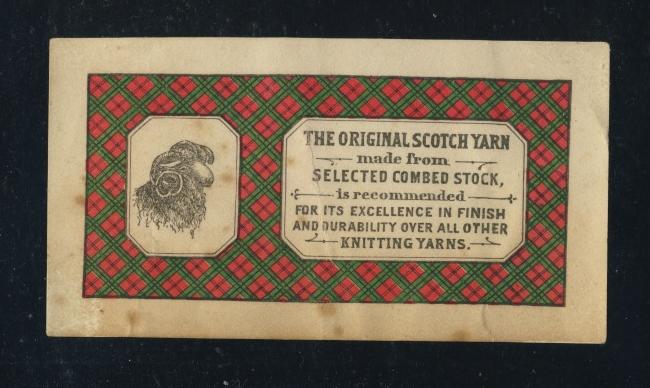 THE ORIGINAL SCOTCH YARN
made from
SELECTED COMBED STOCK,
is recommended
FOR ITS EXCELLENCE IN FINISH
AND DURABILITY OVER ALL OTHER
KNITTING YARNS.